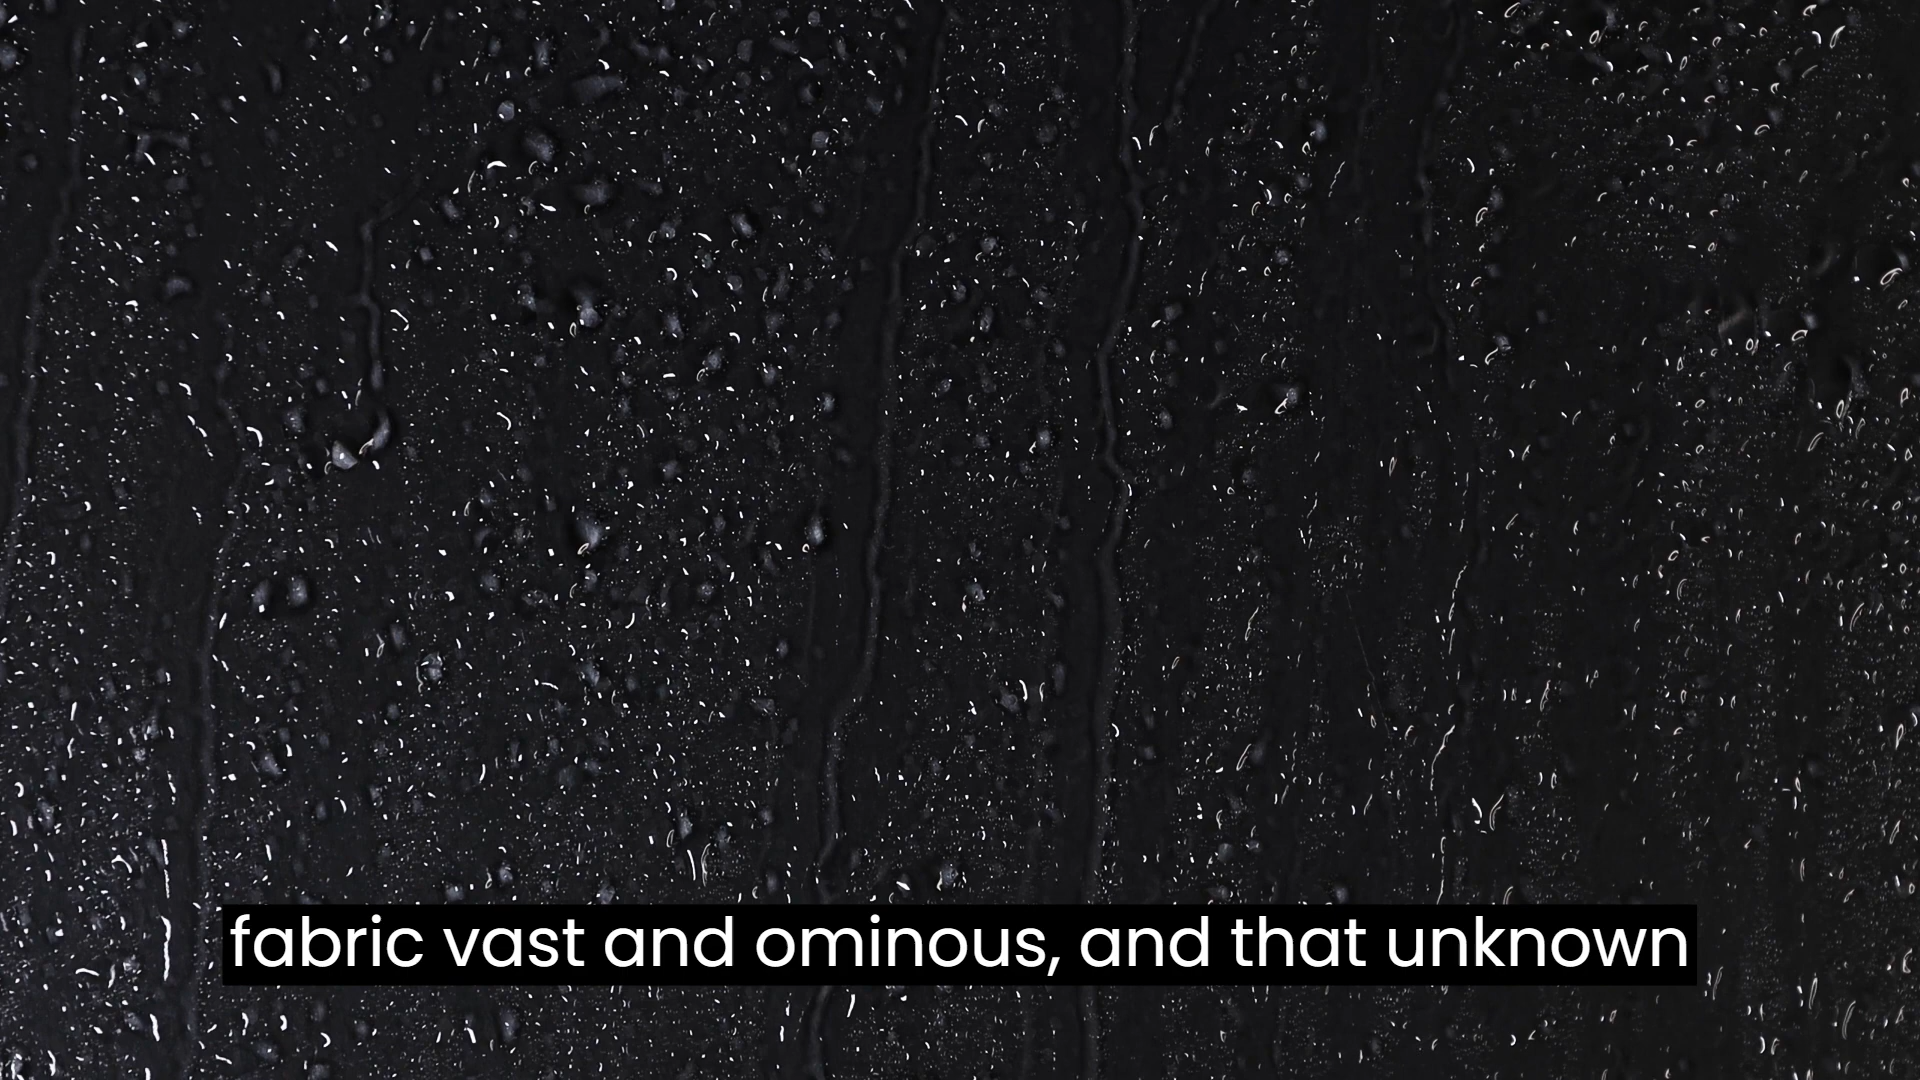 fabric vast and ominous, and that unknown